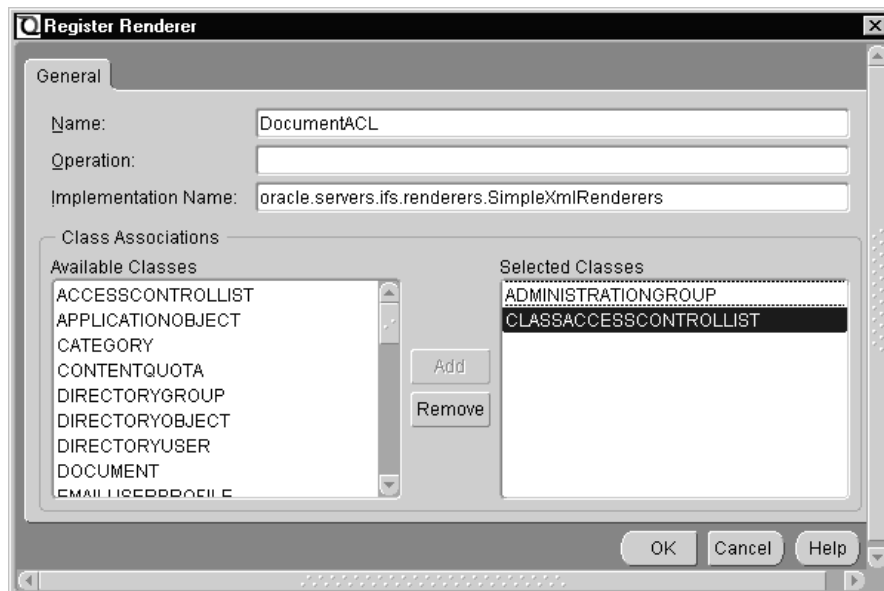 Register Renderer
General
Name: DocumentACL
Operation:
Implementation Name: oracle.servers.ifs.renderers.SimpleXmlRenderers
Class Associations
Available Classes
ACCESSCONTROLLIST
APPLICATIONOBJECT
CATEGORY
CONTENTQUOTA
DIRECTORYGROUP
DIRECTORYOBJECT
DIRECTORYUSER
DOCUMENT
EMAILUSERPROFILE
Add
Remove
Selected Classes
ADMINISTRATIONGROUP
CLASSACCESSCONTROLLIST
OK Cancel Help